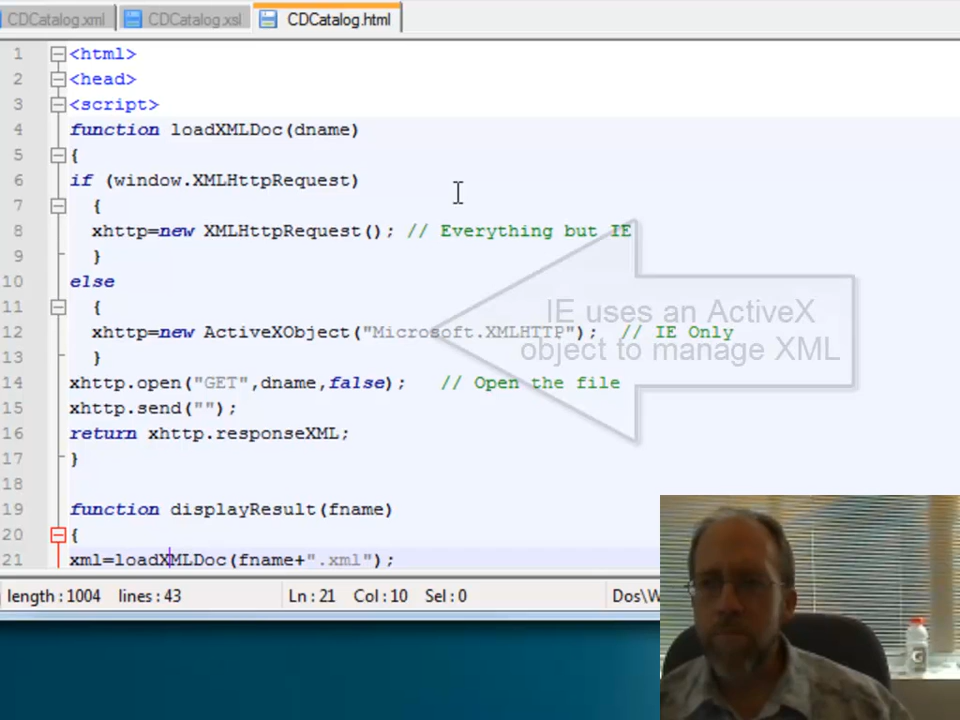 CDCatalog.xml CDCatalog.xsl CDCatalog.html
1 <html>
2 <head>
3 <script>
4 function loadXMLDoc(dname)
5 {
6 if (window.XMLHttpRequest)
7 {
8 xhttp=new XMLHttpRequest(); // Everything but IE
9 }
10 else
11 {
12 xhttp=new ActiveXObject("Microsoft.XMLHTTP"); // IE Only
13 }
14 xhttp.open("GET",dname,false); // Open the file
15 xhttp.send("");
16 return xhttp.responseXML;
17 }
18
19 function displayResult(fname)
20 {
21 xml=loadXMLDoc(fname+".xml");
IE uses an ActiveX
object to manage XML
length : 1004 lines : 43 Ln : 21 Col : 10 Sel : 0 Dos\W
G